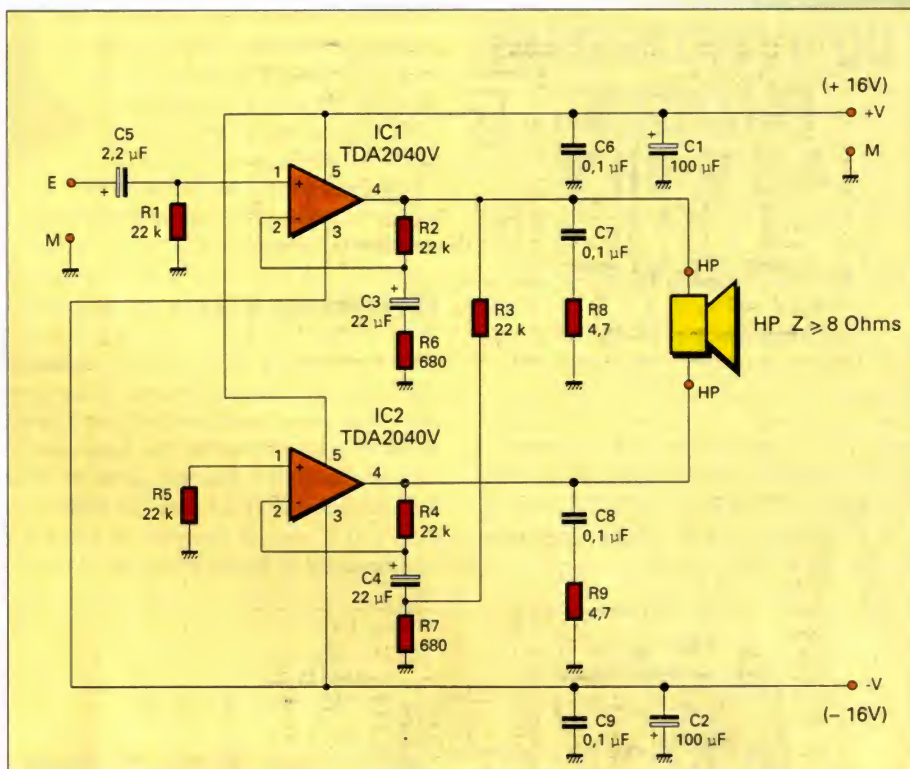 (+ 16V)
+V
M
C5
2,2 µF
E
M
R1
22 k
IC1
TDA2040V
1
+
2
-
5
4
3
R2
22 k
C3
+
22 µF
R6
680
R3
22 k
C6
0,1 µF
C1
+
100 µF
C7
0,1 µF
R8
4,7
HP
HP Z ≥ 8 Ohms
HP
IC2
TDA2040V
1
+
2
-
5
4
3
R5
22 k
R4
22 k
C4
+
22 µF
R7
680
C8
0,1 µF
R9
4,7
C9
0,1 µF
C2
+
100 µF
-V
(– 16V)
+